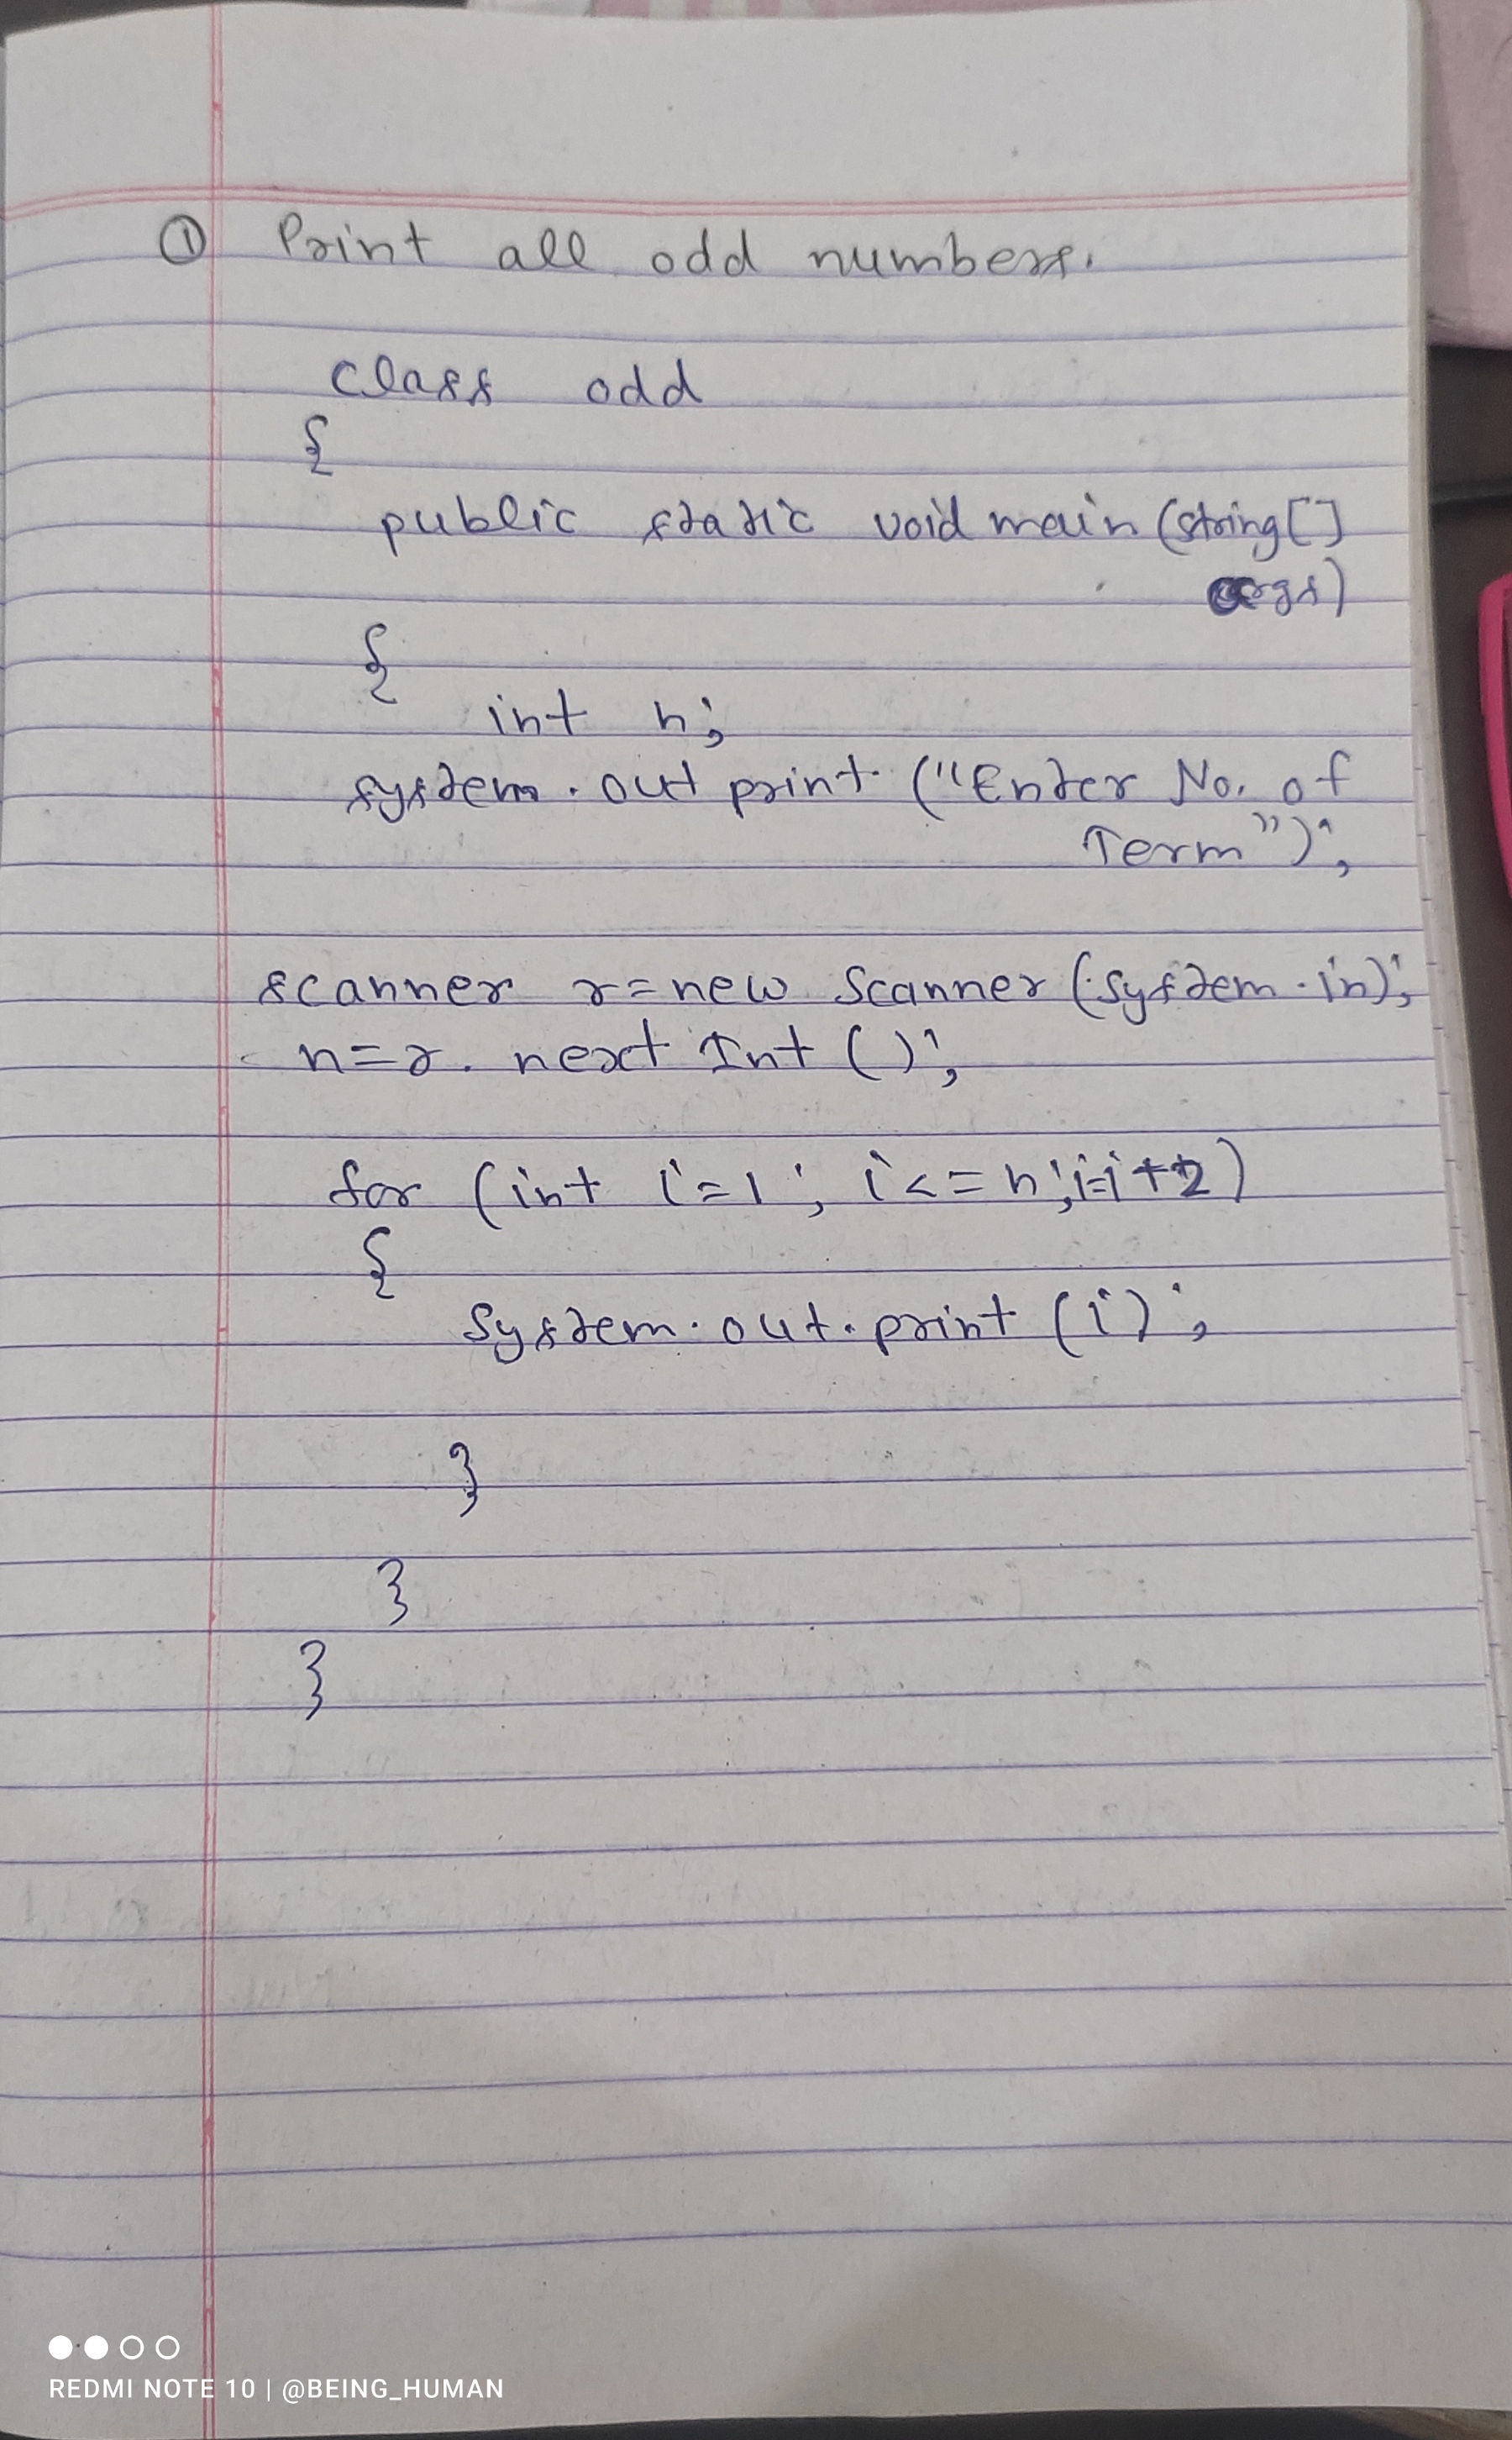 ① Print all odd numbers.
class odd
{
public static void main (string []
args)
{
int n;
system.out print ("Enter No. of
Term");
scanner r=new Scanner (system.in);
n=r. next Int ();
for (int i=1; i<=n;i=i+2)
{
System.out.print (i);
}
}
}
REDMI NOTE 10 | @BEING_HUMAN